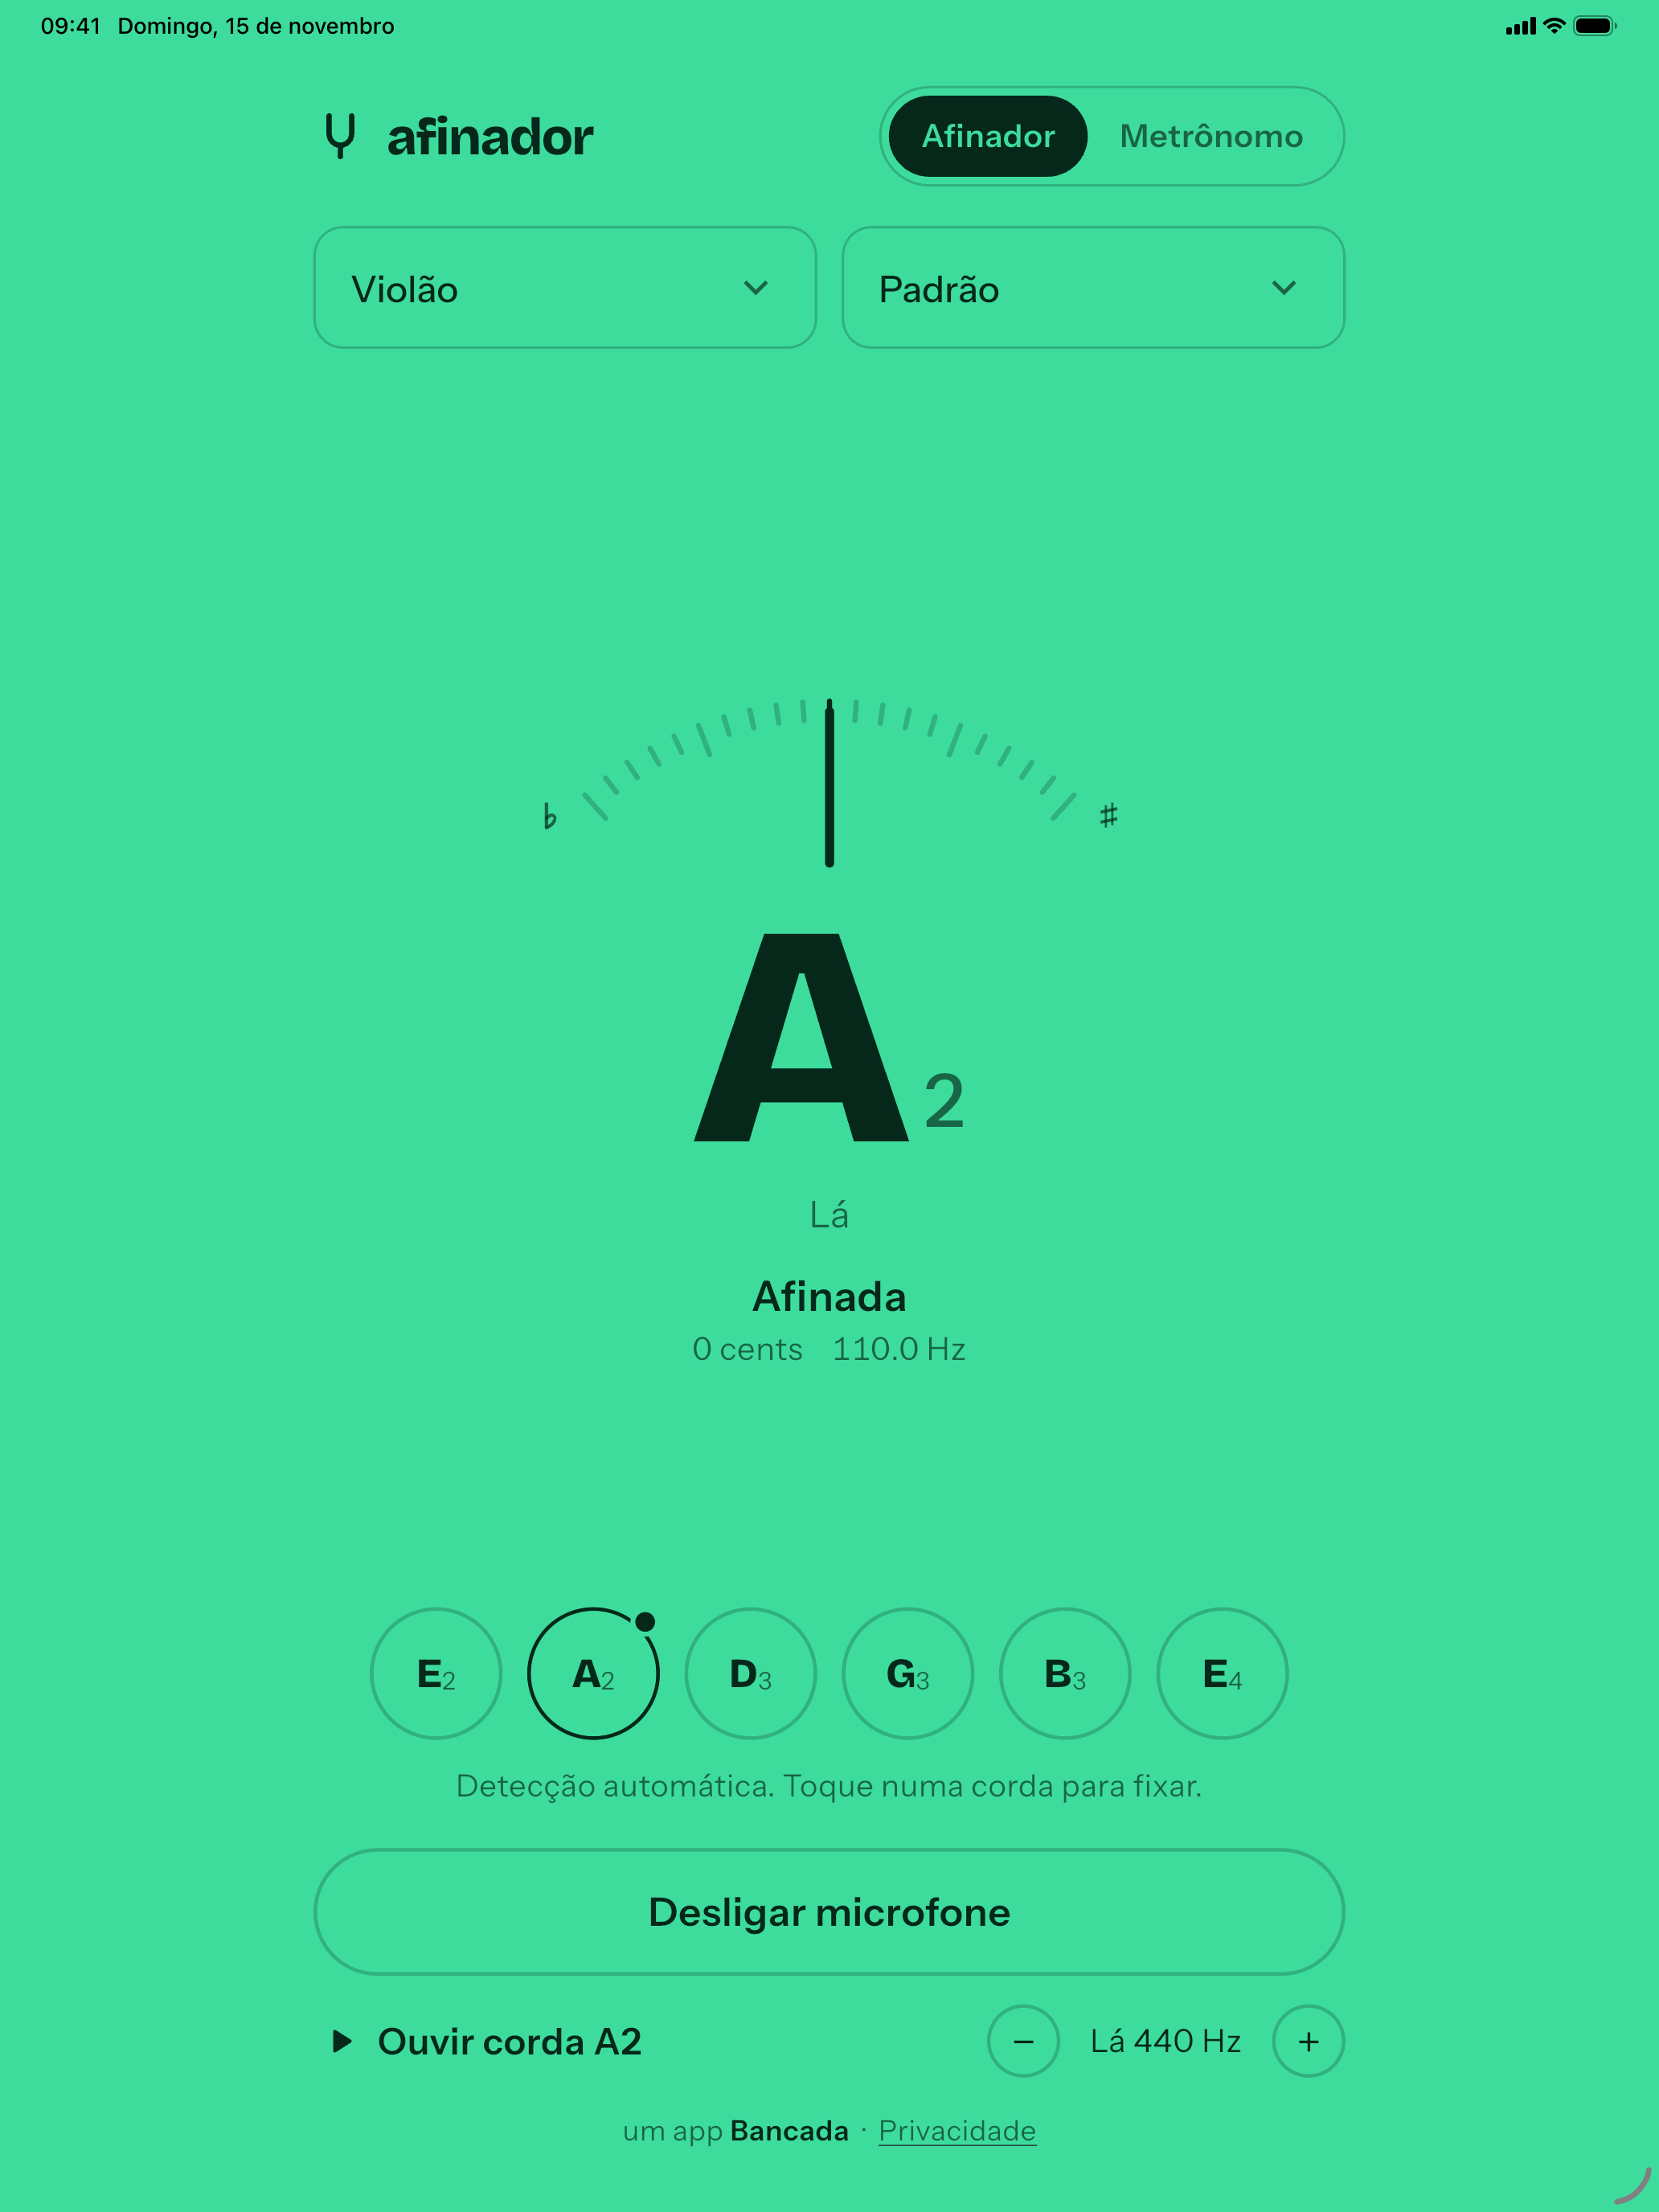 09:41 Domingo, 15 de novembro
afinador
Afinador Metrônomo
Violão
Padrão
♭ ♯
A2
Lá
Afinada
0 cents 110.0 Hz
E2 A2 D3 G3 B3 E4
Detecção automática. Toque numa corda para fixar.
Desligar microfone
Ouvir corda A2
− Lá 440 Hz +
um app Bancada · Privacidade